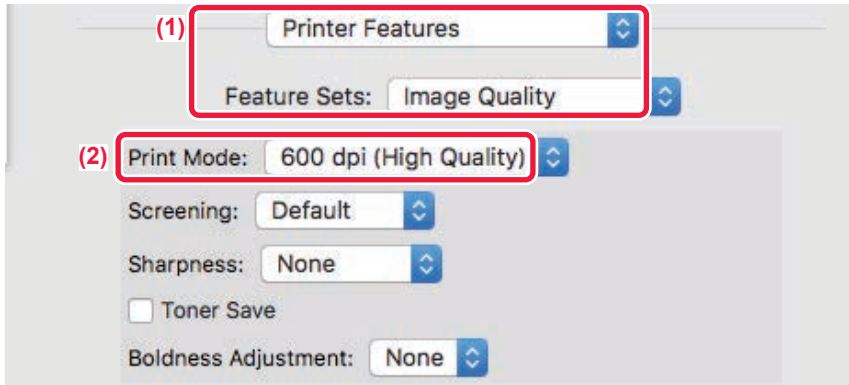 (1) Printer Features
Feature Sets: Image Quality
(2) Print Mode: 600 dpi (High Quality)
Screening: Default
Sharpness: None
Toner Save
Boldness Adjustment: None